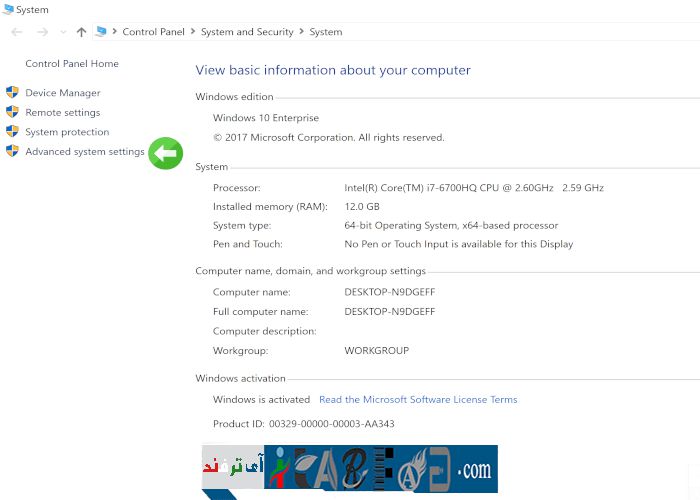 System
Control Panel > System and Security > System
Control Panel Home
Device Manager
Remote settings
System protection
Advanced system settings
View basic information about your computer
Windows edition
Windows 10 Enterprise
© 2017 Microsoft Corporation. All rights reserved.
System
Processor: Intel(R) Core(TM) i7-6700HQ CPU @ 2.60GHz 2.59 GHz
Installed memory (RAM): 12.0 GB
System type: 64-bit Operating System, x64-based processor
Pen and Touch: No Pen or Touch Input is available for this Display
Computer name, domain, and workgroup settings
Computer name: DESKTOP-N9DGEFF
Full computer name: DESKTOP-N9DGEFF
Computer description:
Workgroup: WORKGROUP
Windows activation
Windows is activated Read the Microsoft Software License Terms
Product ID: 00329-00000-00003-AA343
آی ترفند
.com